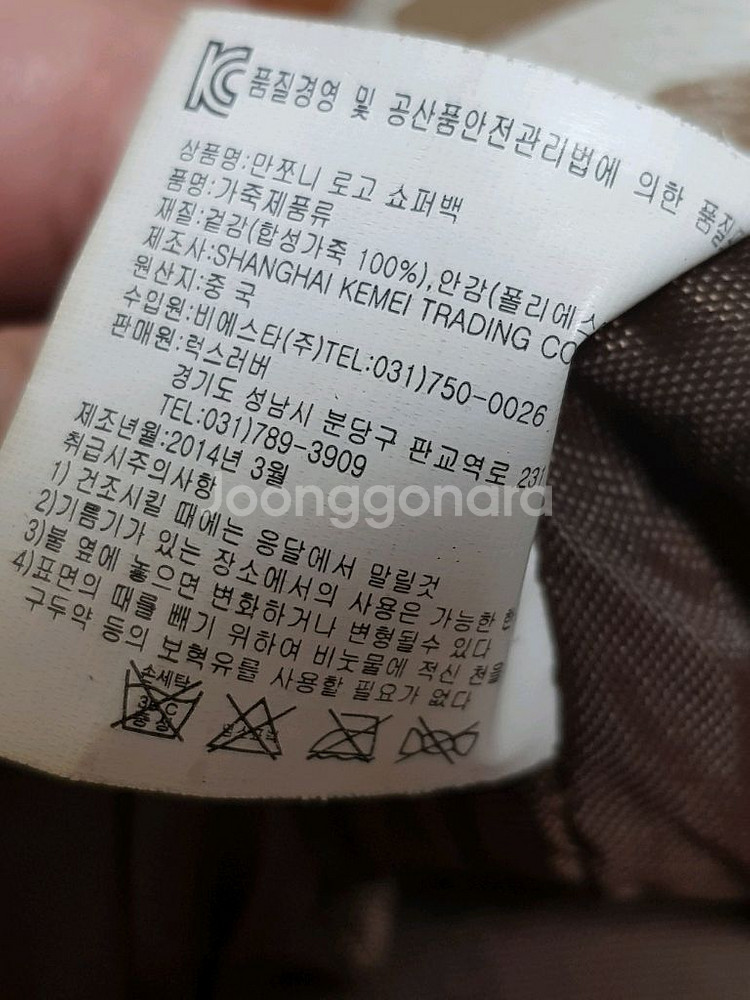 KC 품질경영 및 공산품안전관리법에 의한
상품명:만쪼니 로고 쇼퍼백
품명:가죽제품류
재질:겉감(합성가죽 100%),안감(폴리에스
제조사:SHANGHAI KEMEI TRADING CO
원산지:중 국
수입원:비에스타(주)TEL:031)750-0026
판매원:럭스러버
경기도 성남시 분당구 판교역로 231
TEL:031)789-3909
제조년월:2014년 3월
취급시주의사항
1) 건조시킬 때에는 응달에서 말릴것
2)기름기가 있는 장소에서의 사용은 가능한
3)불 옆에 놓으면 변화하거나 변형될수 있다
4)표면의 때를 빼기 위하여 비눗물에 적신 천을
구두약 등의 보혁유를 사용할 필요가 없다
손세탁
Joonggonara